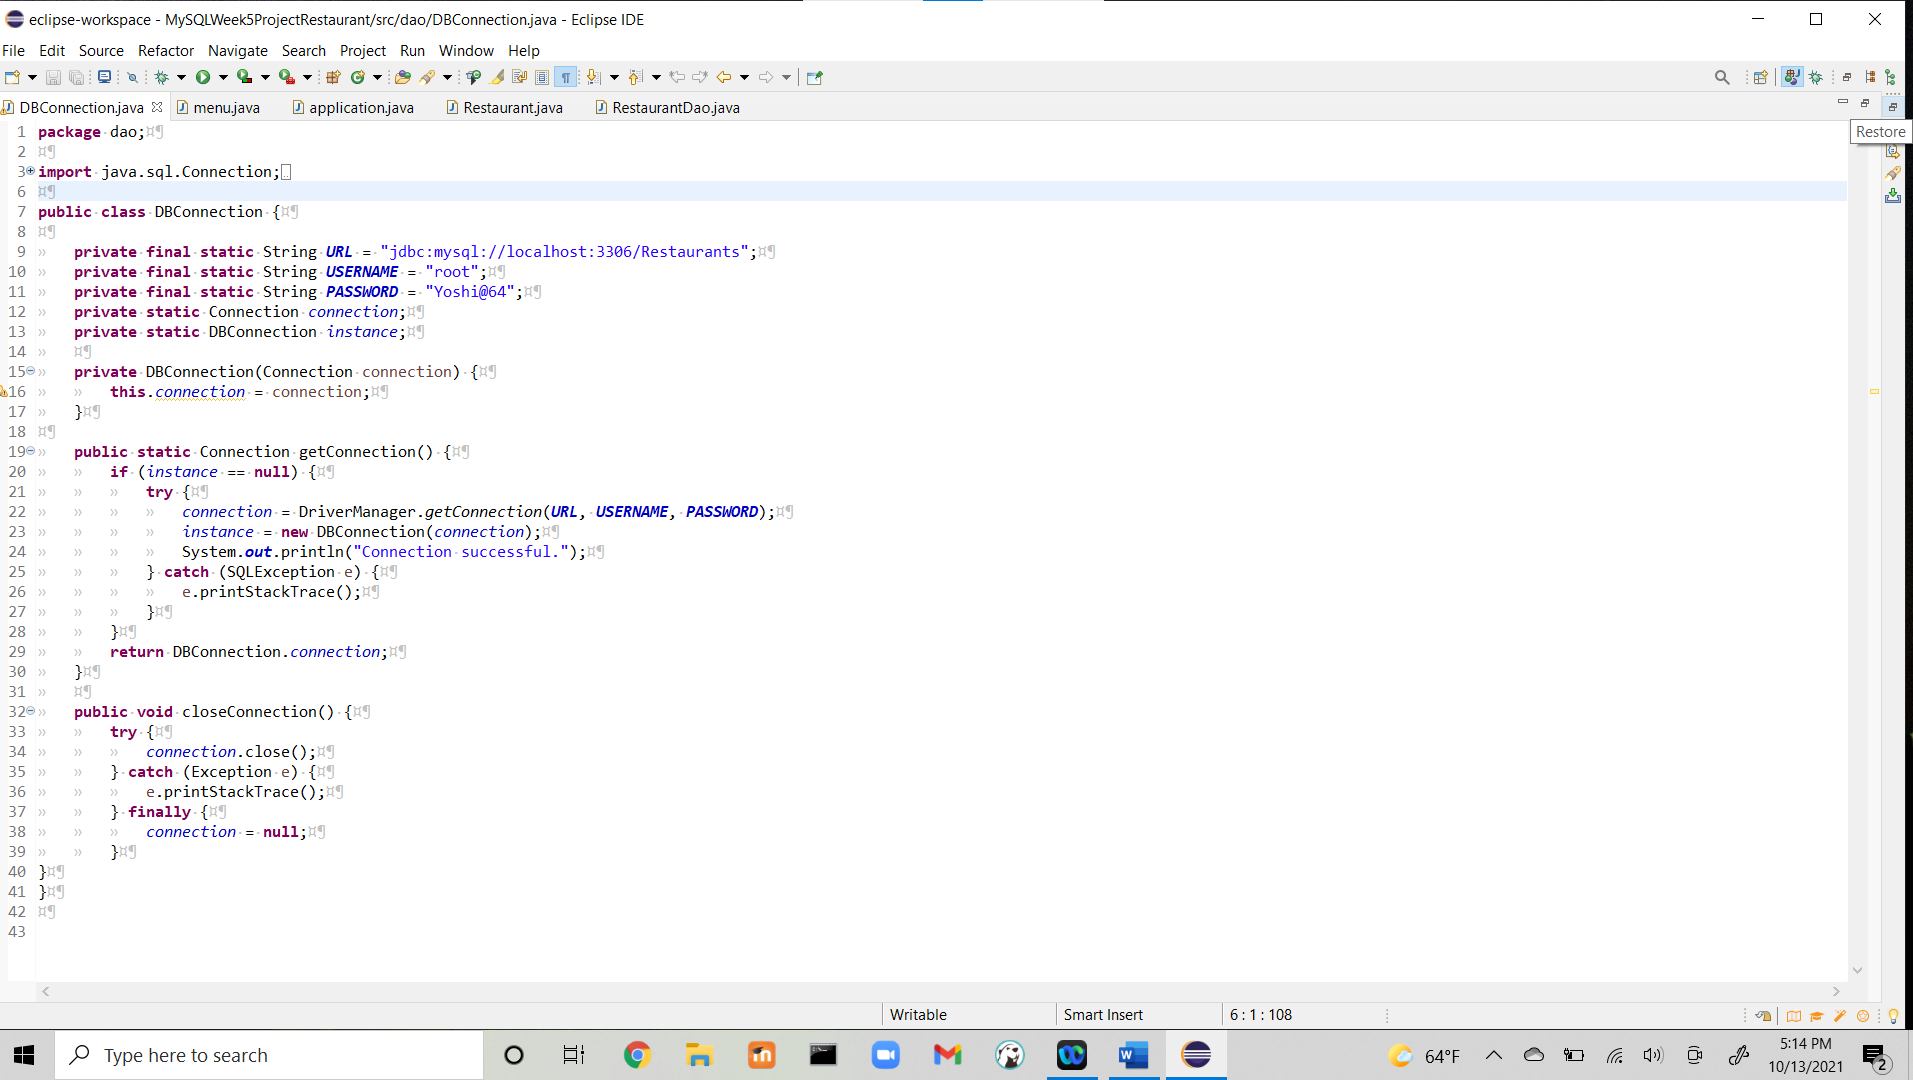 eclipse-workspace - MySQLWeek5ProjectRestaurant/src/dao/DBConnection.java - Eclipse IDE
File Edit Source Refactor Navigate Search Project Run Window Help
DBConnection.java menu.java application.java Restaurant.java RestaurantDao.java
Restore
1 package dao;
2
3 import java.sql.Connection;
6
7 public class DBConnection {
8
9 private final static String URL = "jdbc:mysql://localhost:3306/Restaurants";
10 private final static String USERNAME = "root";
11 private final static String PASSWORD = "Yoshi@64";
12 private static Connection connection;
13 private static DBConnection instance;
14
15 private DBConnection(Connection connection) {
16 this.connection = connection;
17 }
18
19 public static Connection getConnection() {
20 if (instance == null) {
21 try {
22 connection = DriverManager.getConnection(URL, USERNAME, PASSWORD);
23 instance = new DBConnection(connection);
24 System.out.println("Connection successful.");
25 } catch (SQLException e) {
26 e.printStackTrace();
27 }
28 }
29 return DBConnection.connection;
30 }
31
32 public void closeConnection() {
33 try {
34 connection.close();
35 } catch (Exception e) {
36 e.printStackTrace();
37 } finally {
38 connection = null;
39 }
40 }
41 }
42
43
Writable Smart Insert 6 : 1 : 108
Type here to search
64°F
5:14 PM
10/13/2021
2